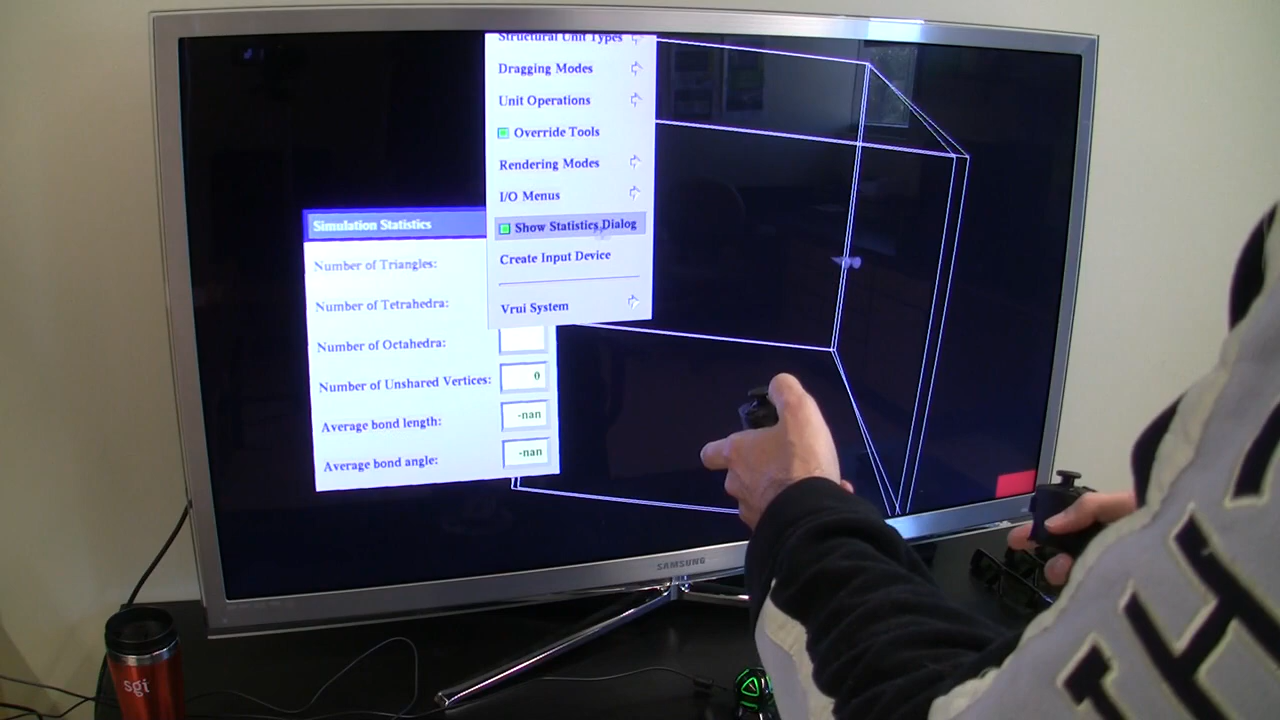 Structural Unit Types
Dragging Modes
Unit Operations
Override Tools
Rendering Modes
I/O Menus
Show Statistics Dialog
Create Input Device
Vrui System
Simulation Statistics
Number of Triangles:
Number of Tetrahedra:
Number of Octahedra:
Number of Unshared Vertices: 0
Average bond length: -nan
Average bond angle: -nan
SAMSUNG
sgi